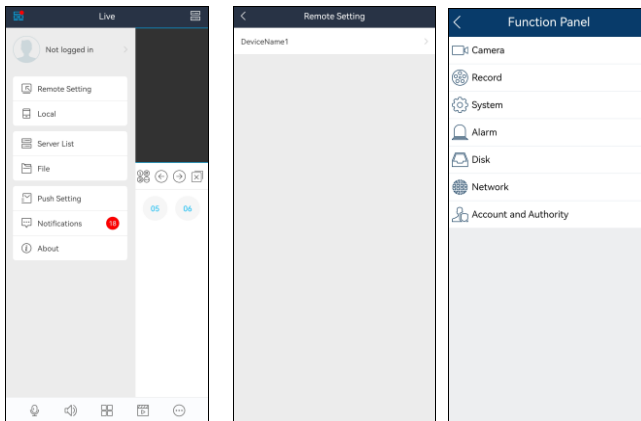 Live
Not logged in
Remote Setting
Local
Server List
File
Push Setting
Notifications 18
About
05 06
Remote Setting
DeviceName1
Function Panel
Camera
Record
System
Alarm
Disk
Network
Account and Authority